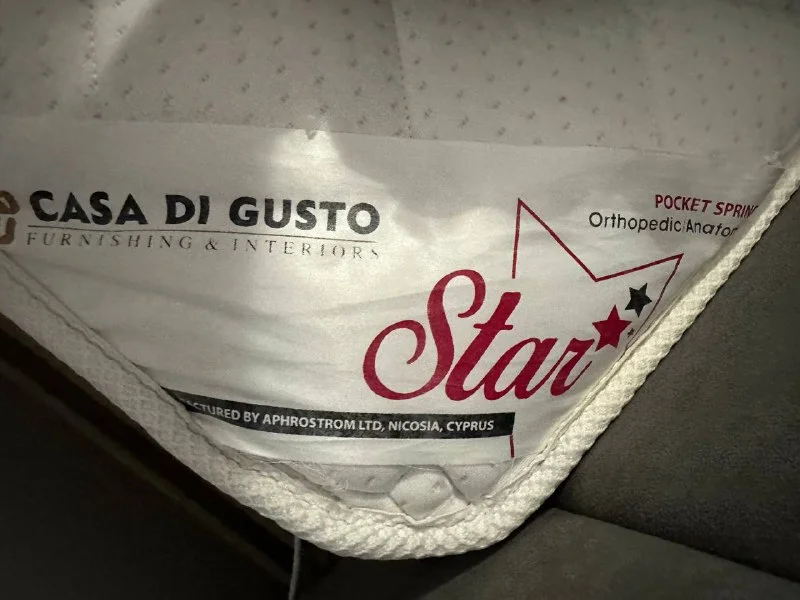 CASA DI GUSTO
FURNISHING & INTERIORS
POCKET
Orthopedic/
Star
BY APHROSTROM LTD, NICOSIA, CYPRUS